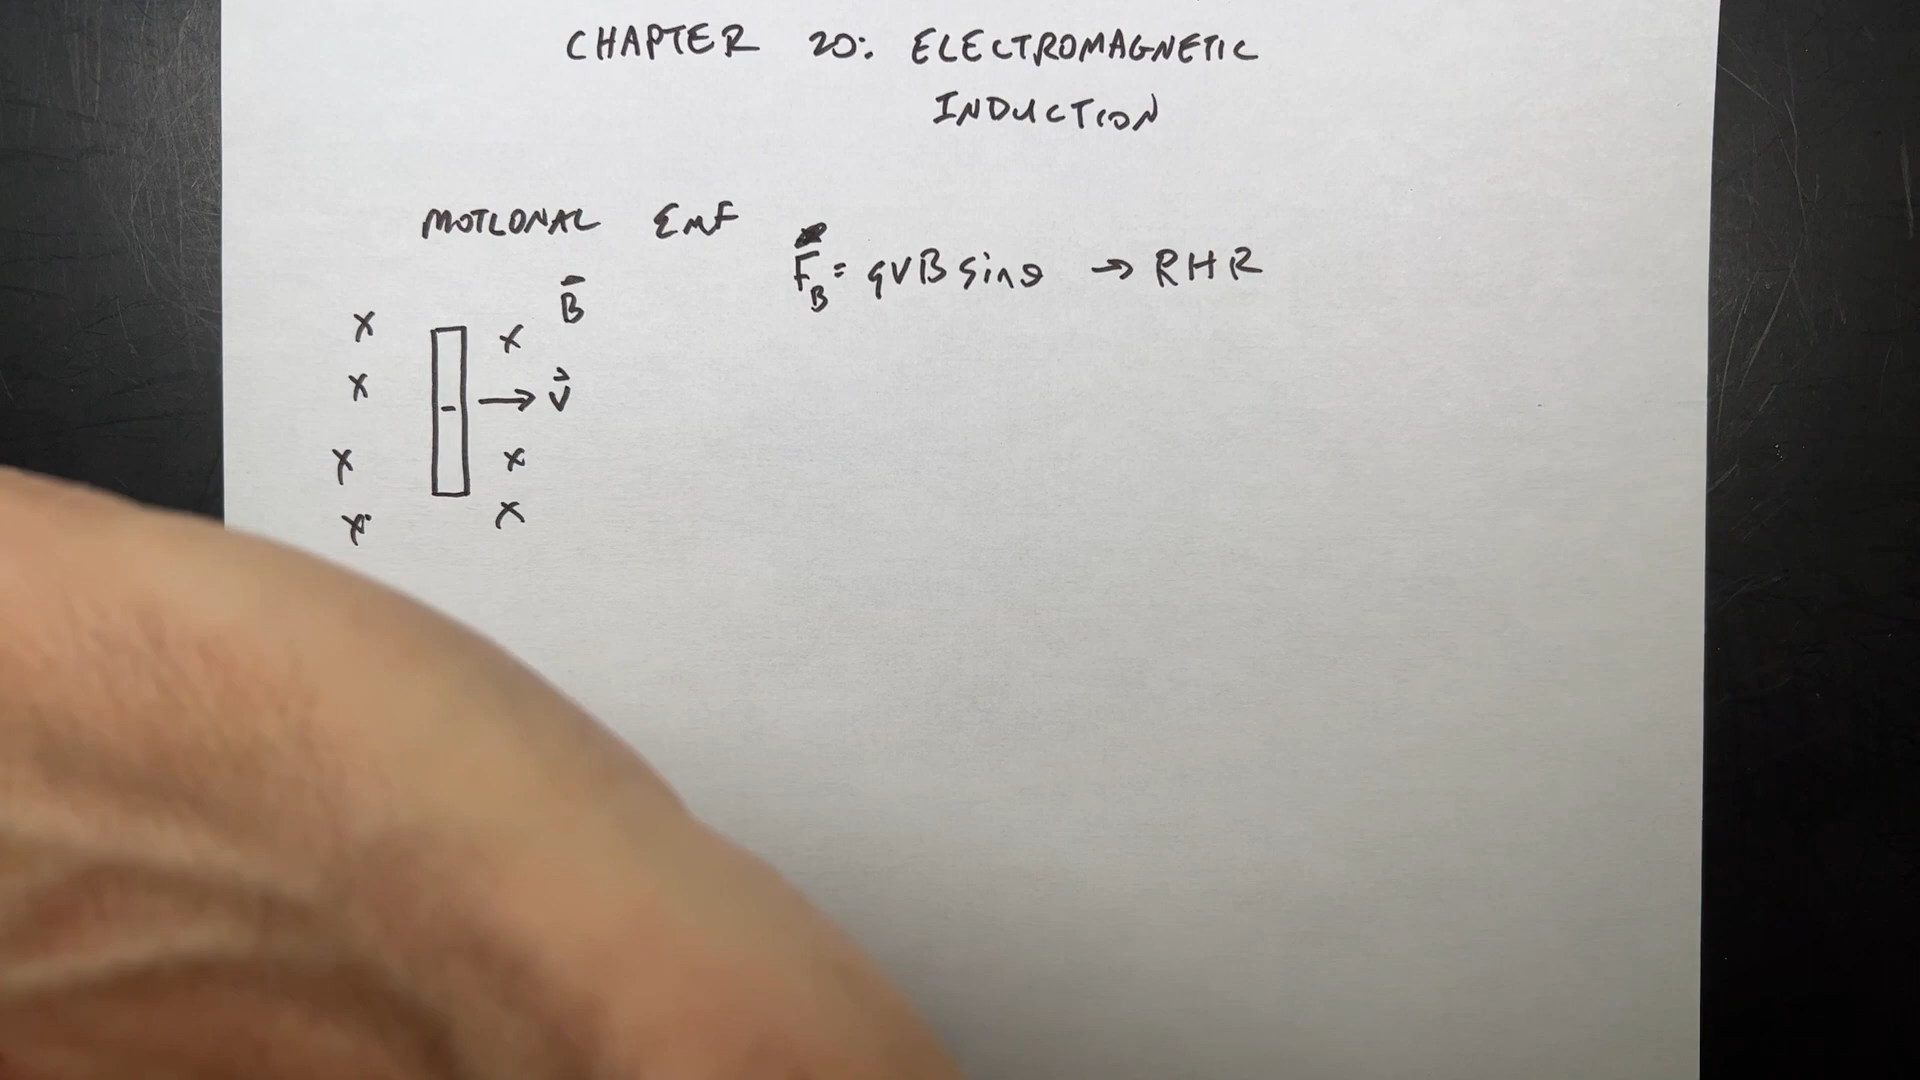 CHAPTER 20: ELECTROMAGNETIC
INDUCTION
MOTIONAL EMF
F_B = qvB sinθ → RHR
B
x x
x - → v
x x
x x